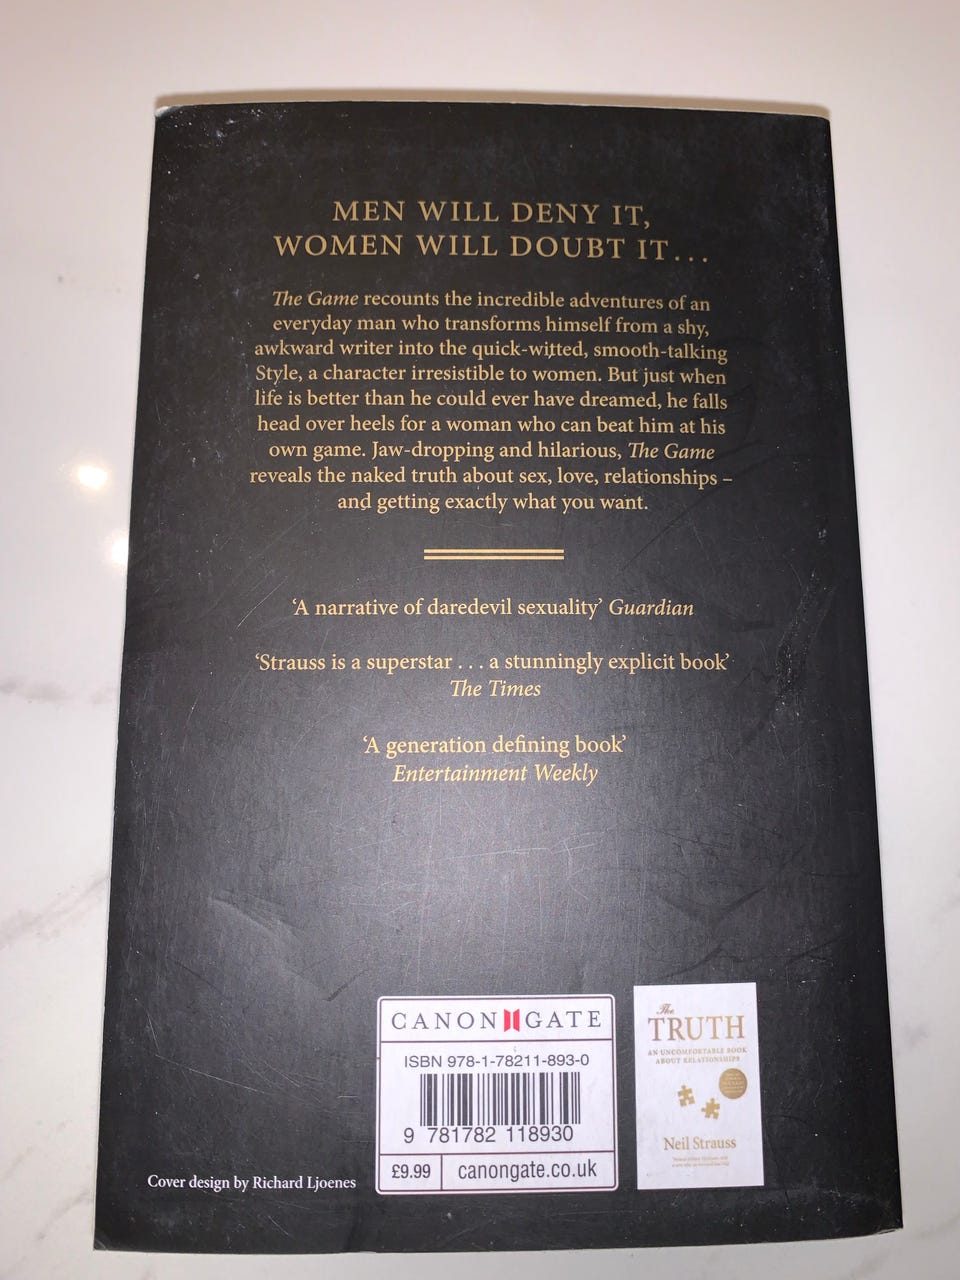 MEN WILL DENY IT,
WOMEN WILL DOUBT IT...
The Game recounts the incredible adventures of an
everyday man who transforms himself from a shy,
awkward writer into the quick-witted, smooth-talking
Style, a character irresistible to women. But just when
life is better than he could ever have dreamed, he falls
head over heels for a woman who can beat him at his
own game. Jaw-dropping and hilarious, The Game
reveals the naked truth about sex, love, relationships –
and getting exactly what you want.
‘A narrative of daredevil sexuality’ Guardian
‘Strauss is a superstar . . . a stunningly explicit book’
The Times
‘A generation defining book’
Entertainment Weekly
CANONGATE
ISBN 978-1-78211-893-0
9 781782 118930
£9.99
canongate.co.uk
The
TRUTH
AN UNCOMFORTABLE BOOK
ABOUT RELATIONSHIPS
Neil Strauss
Cover design by Richard Ljoenes